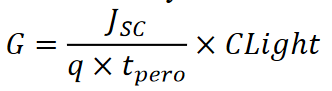 G = J_SC / (q × t_pero) × CLight